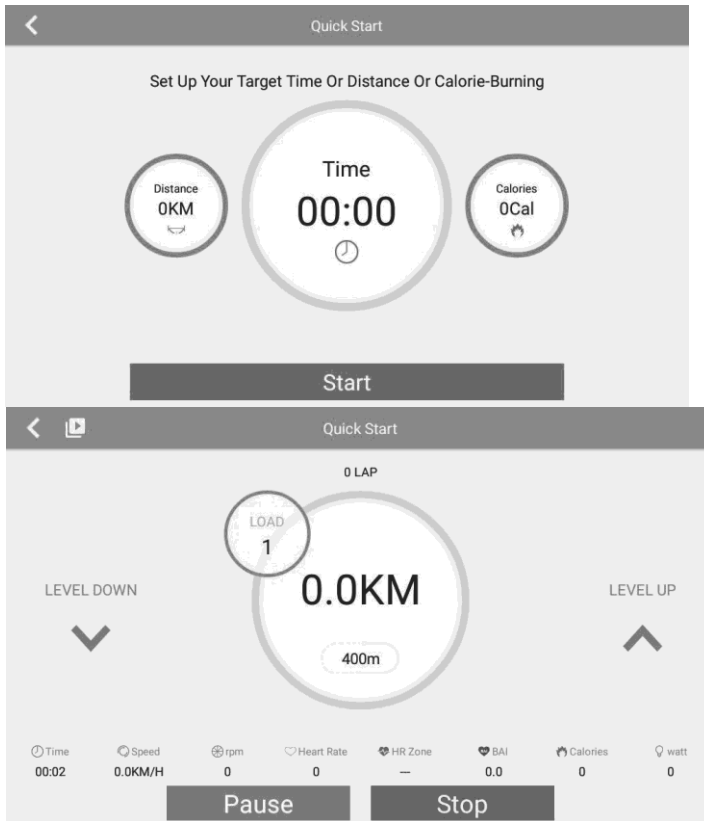 Quick Start
Set Up Your Target Time Or Distance Or Calorie-Burning
Distance
0KM
Time
00:00
Calories
0Cal
Start
Quick Start
0 LAP
LOAD
1
0.0KM
400m
LEVEL DOWN
LEVEL UP
Time Speed rpm Heart Rate HR Zone BAI Calories watt
00:02 0.0KM/H 0 0 --- 0.0 0 0
Pause Stop